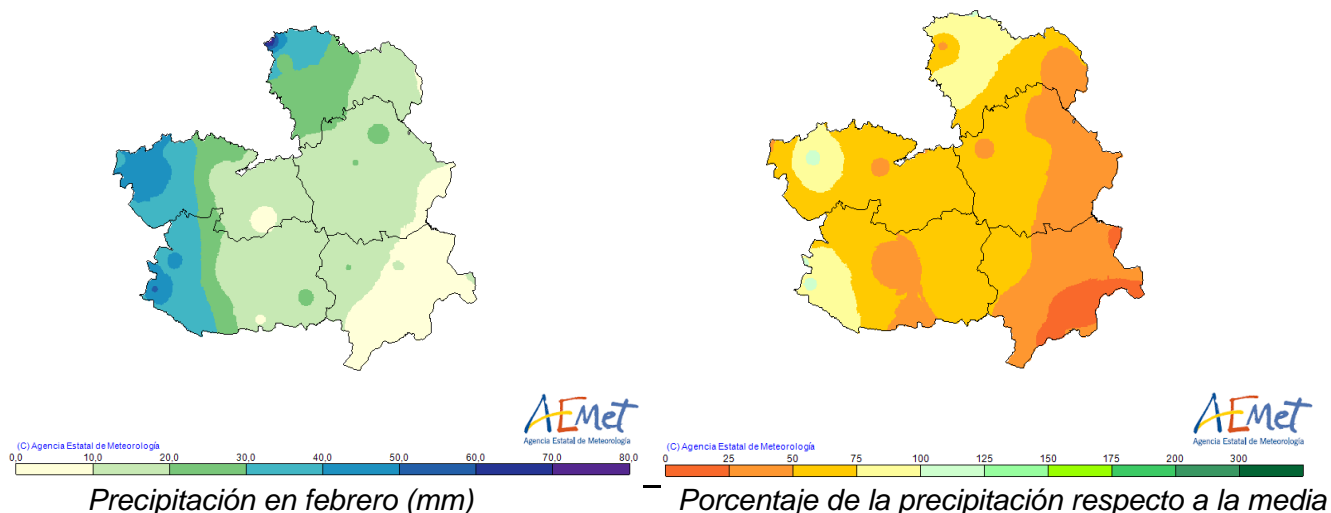 AEMet
Agencia Estatal de Meteorología
(C) Agencia Estatal de Meteorología
0,0 10,0 20,0 30,0 40,0 50,0 60,0 70,0 80,0
Precipitación en febrero (mm)
AEMet
Agencia Estatal de Meteorología
(C) Agencia Estatal de Meteorología
0 25 50 75 100 125 150 175 200 300
Porcentaje de la precipitación respecto a la media